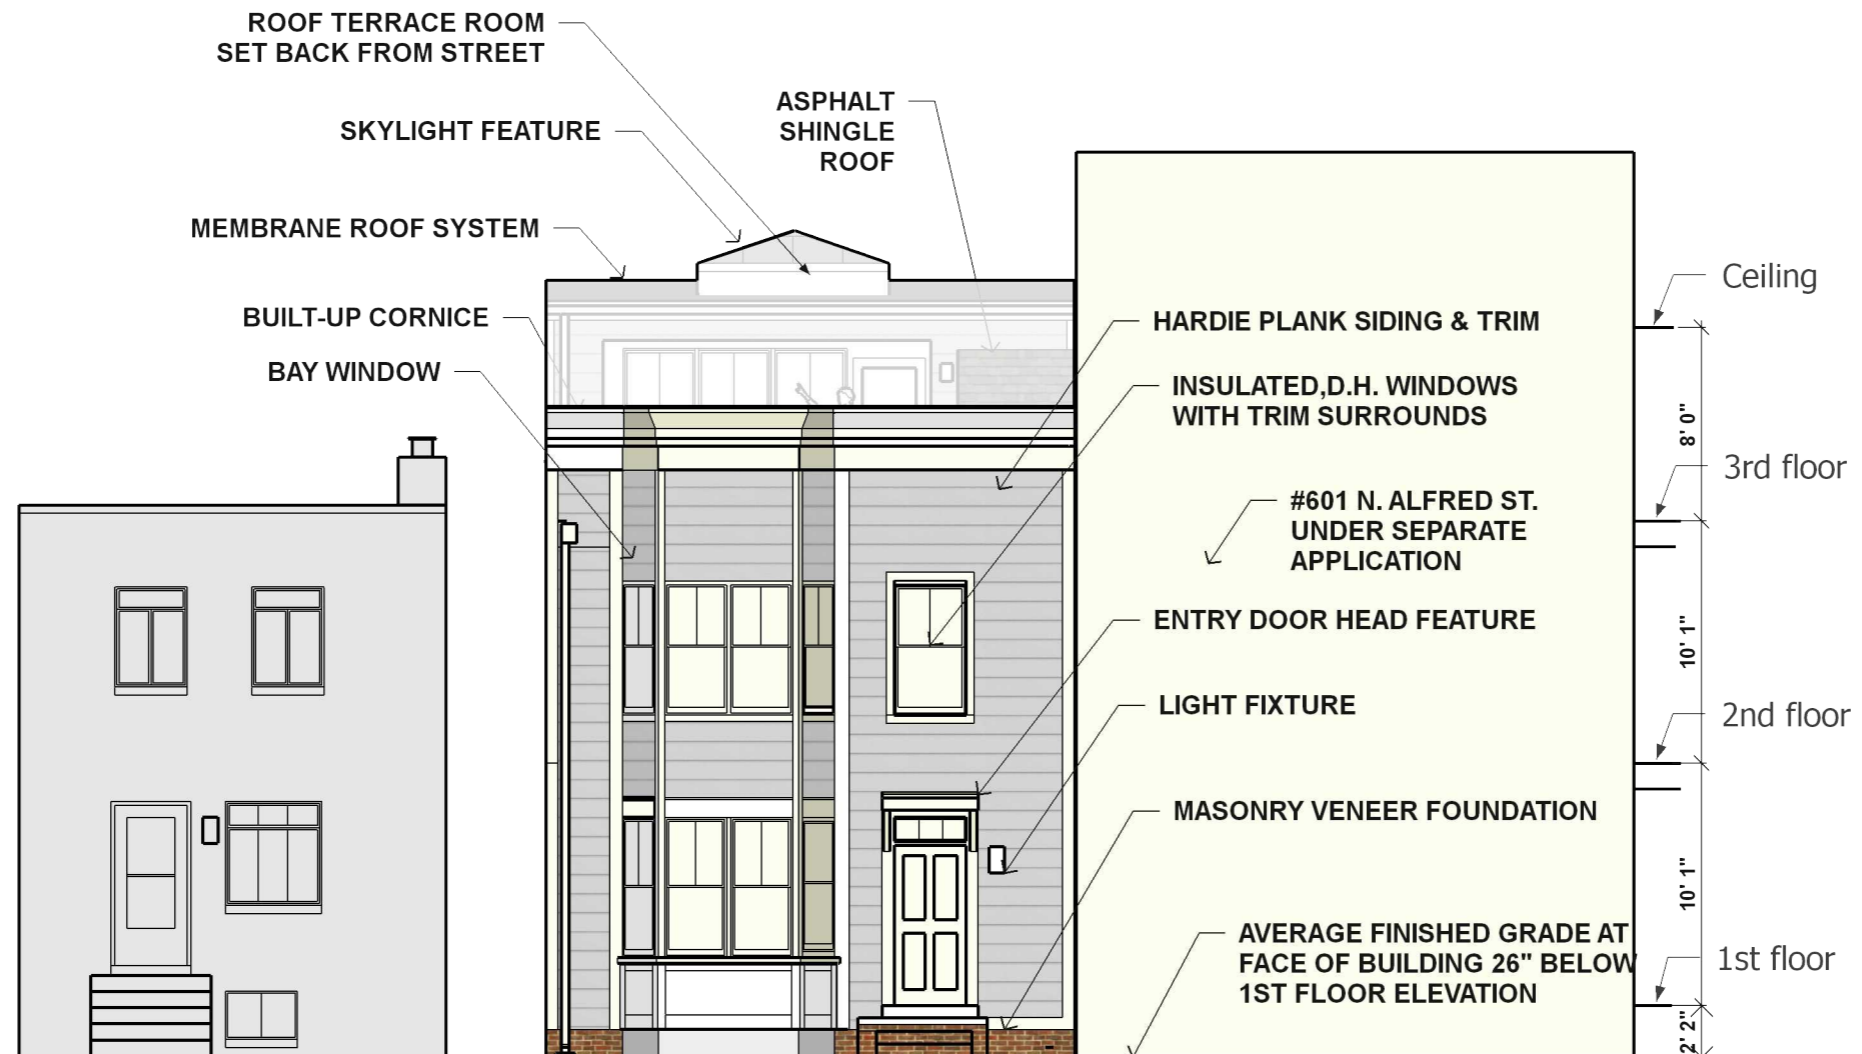 ROOF TERRACE ROOM
SET BACK FROM STREET
SKYLIGHT FEATURE
ASPHALT
SHINGLE
ROOF
MEMBRANE ROOF SYSTEM
BUILT-UP CORNICE
BAY WINDOW
HARDIE PLANK SIDING & TRIM
INSULATED,D.H. WINDOWS
WITH TRIM SURROUNDS
#601 N. ALFRED ST.
UNDER SEPARATE
APPLICATION
ENTRY DOOR HEAD FEATURE
LIGHT FIXTURE
MASONRY VENEER FOUNDATION
AVERAGE FINISHED GRADE AT
FACE OF BUILDING 26" BELOW
1ST FLOOR ELEVATION
Ceiling
8' 0"
3rd floor
10' 1"
2nd floor
10' 1"
1st floor
2' 2"